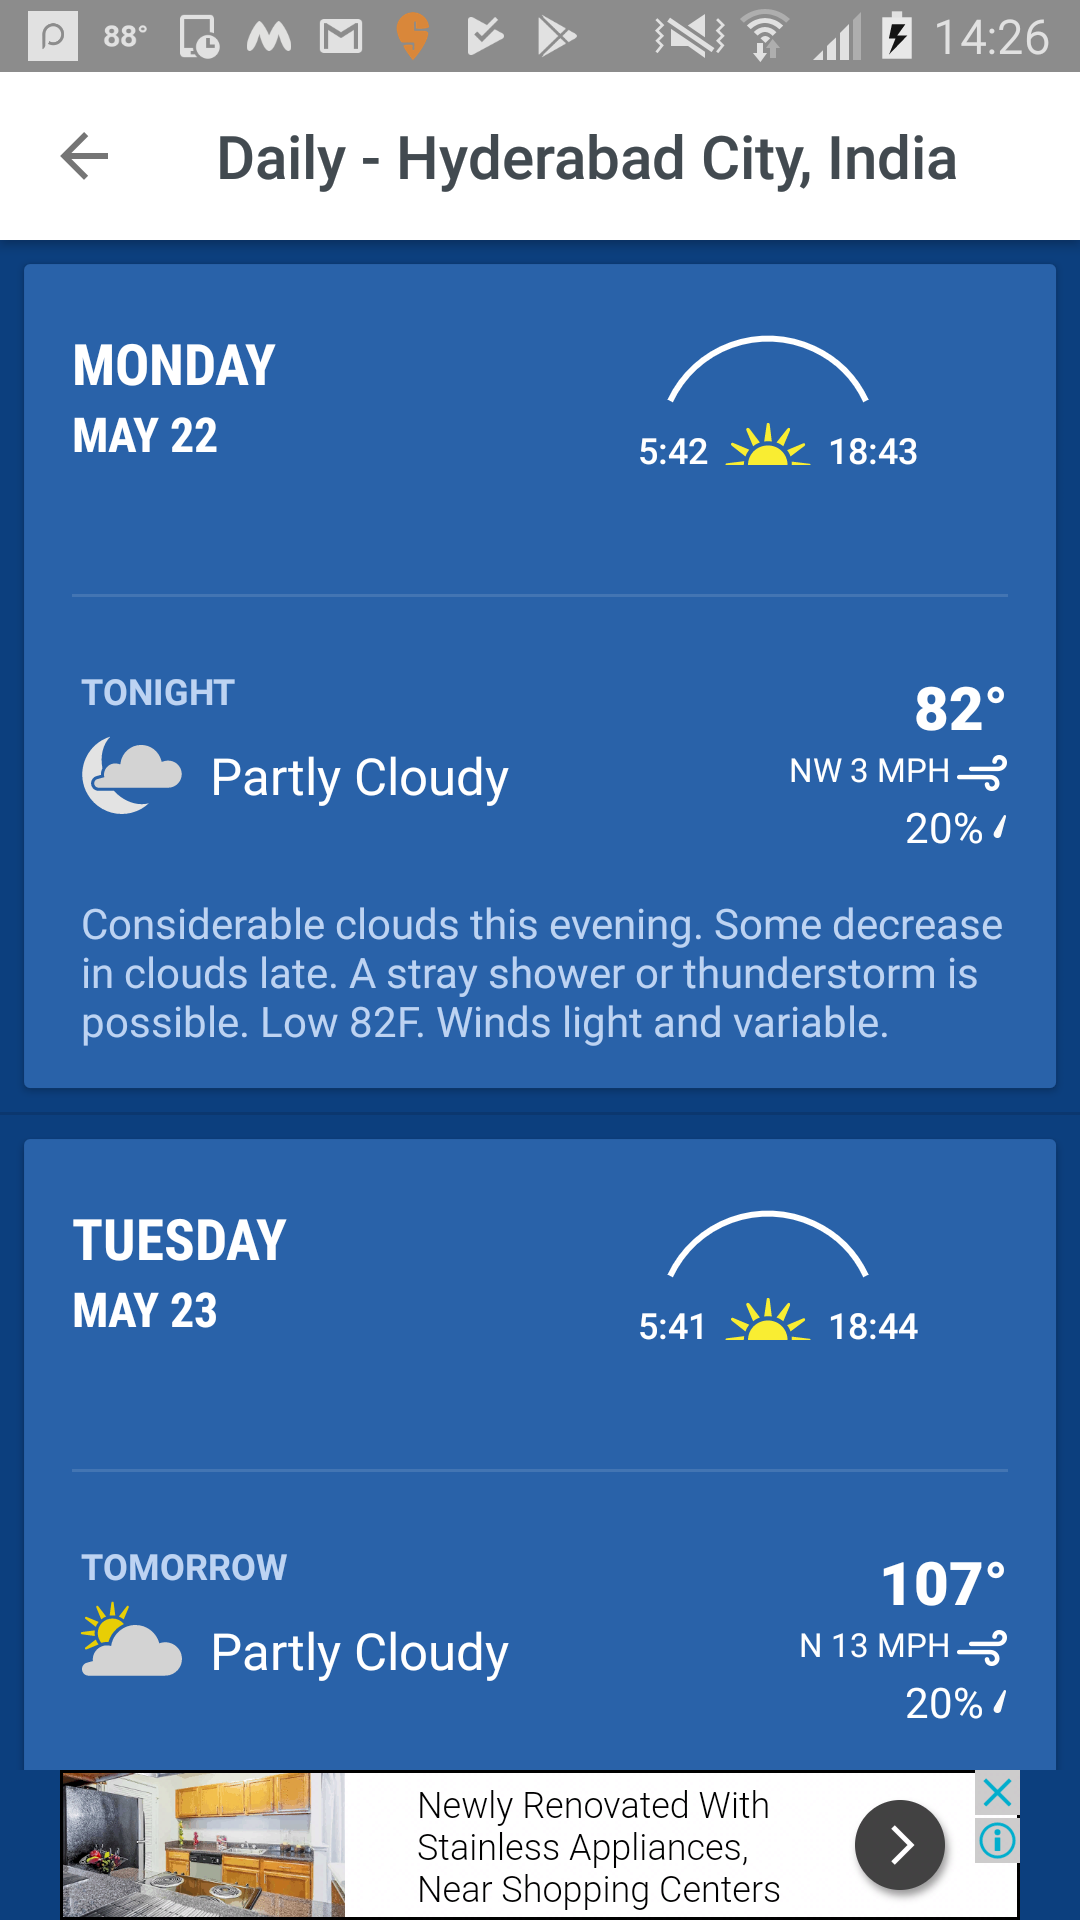 88° 14:26
Daily - Hyderabad City, India
MONDAY
MAY 22
5:42 18:43
TONIGHT
82°
Partly Cloudy
NW 3 MPH
20%
Considerable clouds this evening. Some decrease
in clouds late. A stray shower or thunderstorm is
possible. Low 82F. Winds light and variable.
TUESDAY
MAY 23
5:41 18:44
TOMORROW
107°
Partly Cloudy
N 13 MPH
20%
Newly Renovated With
Stainless Appliances,
Near Shopping Centers